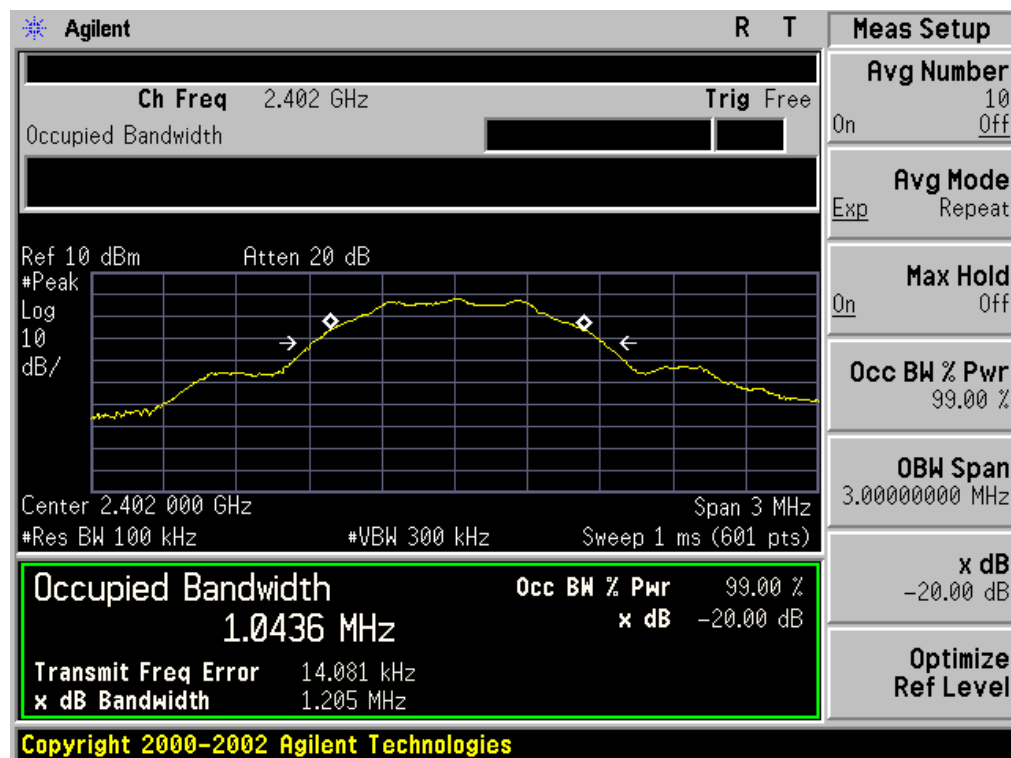 Agilent R T Meas Setup
Ch Freq 2.402 GHz Trig Free
Occupied Bandwidth
Avg Number
10
On Off
Avg Mode
Exp Repeat
Max Hold
On Off
Occ BW % Pwr
99.00 %
OBW Span
3.00000000 MHz
x dB
-20.00 dB
Optimize
Ref Level
Ref 10 dBm Atten 20 dB
#Peak
Log
10
dB/
Center 2.402 000 GHz Span 3 MHz
#Res BW 100 kHz #VBW 300 kHz Sweep 1 ms (601 pts)
Occupied Bandwidth Occ BW % Pwr 99.00 %
1.0436 MHz x dB -20.00 dB
Transmit Freq Error 14.081 kHz
x dB Bandwidth 1.205 MHz
Copyright 2000-2002 Agilent Technologies